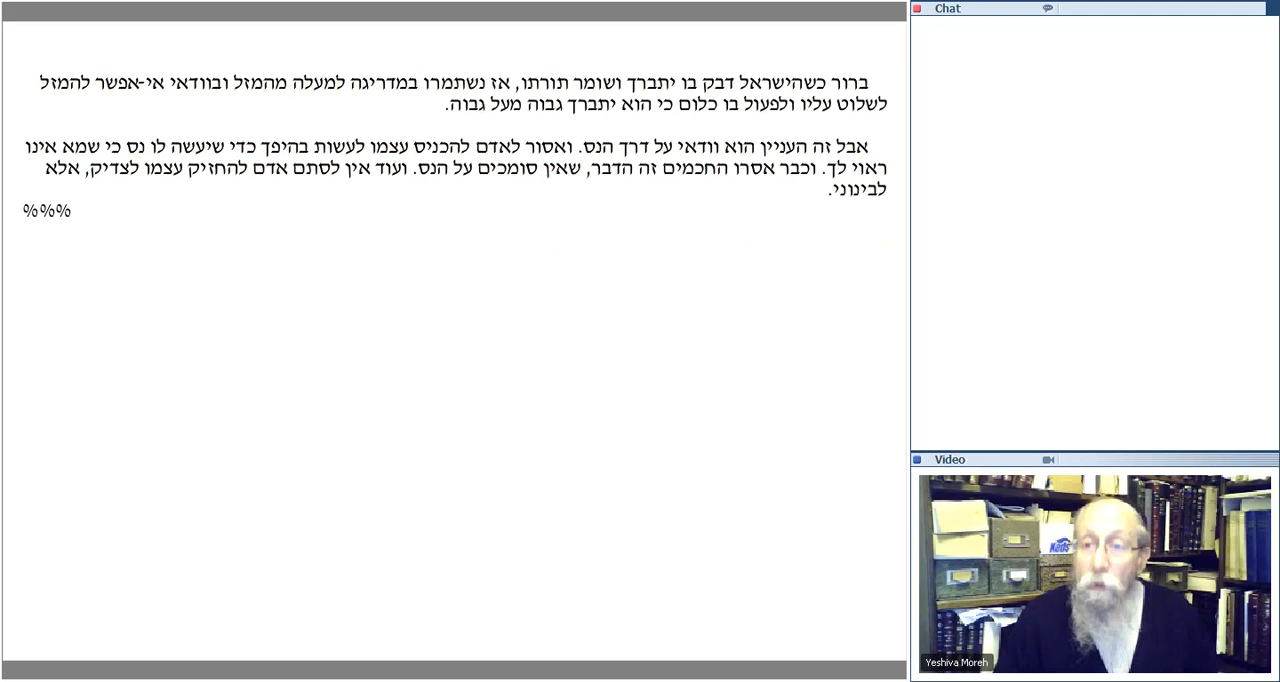 ברור כשהישראל דבק בו יתברך ושומר תורתו, אז נשתמרו במדריגה למעלה מהמזל ובוודאי אי-אפשר להמזל
לשלוט עליו ולפעול בו כלום כי הוא יתברך גבוה מעל גבוה.
אבל זה העניין הוא וודאי על דרך הנס. ואסור לאדם להכניס עצמו לעשות בהיפך כדי שיעשה לו נס כי שמא אינו
ראוי לך. וכבר אסרו החכמים זה הדבר, שאין סומכים על הנס. ועוד אין לסתם אדם להחזיק עצמו לצדיק, אלא
לבינוני.
%%%
Chat
Video
Keds
Yeshiva Moreh